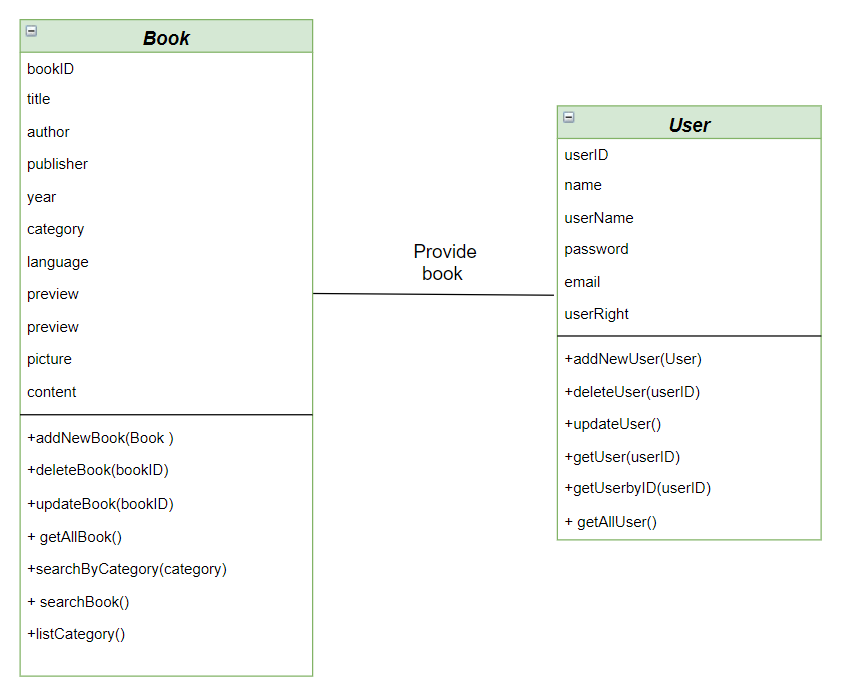 Book
bookID
title
author
publisher
year
category
language
preview
preview
picture
content
+addNewBook(Book )
+deleteBook(bookID)
+updateBook(bookID)
+ getAllBook()
+searchByCategory(category)
+ searchBook()
+listCategory()
Provide
book
User
userID
name
userName
password
email
userRight
+addNewUser(User)
+deleteUser(userID)
+updateUser()
+getUser(userID)
+getUserbyID(userID)
+ getAllUser()